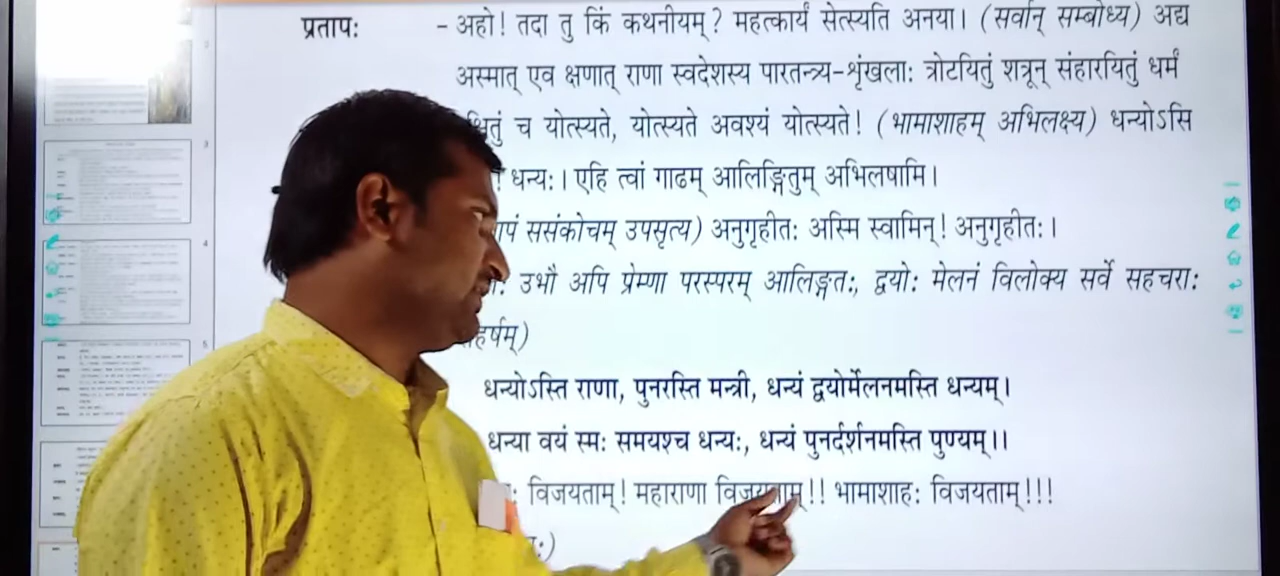 प्रतापः - अहो! तदा तु किं कथनीयम्? महत्कार्यं सेत्स्यति अनया। (सर्वान् सम्बोध्य) अद्य
अस्मात् एव क्षणात् राणा स्वदेशस्य पारतन्त्र्य-शृंखलाः त्रोटयितुं शत्रून् संहारयितुं धर्मं
च योत्स्यते, योत्स्यते अवश्यं योत्स्यते! (भामाशाहम् अभिलक्ष्य) धन्योऽसि
धन्यः। एहि त्वां गाढम् आलिङ्गितुम् अभिलषामि।
ससंकोचम् उपसृत्य) अनुगृहीतः अस्मि स्वामिन्! अनुगृहीतः।
उभौ अपि प्रेम्णा परस्परम् आलिङ्गतः, द्वयोः मेलनं विलोक्य सर्वे सहचराः
धन्योऽस्ति राणा, पुनरस्ति मन्त्री, धन्यं द्वयोर्मेलनमस्ति धन्यम्।
धन्या वयं स्मः समयश्च धन्यः, धन्यं पुनर्दर्शनमस्ति पुण्यम्।।
विजयताम्! महाराणा विजयताम्!! भामाशाहः विजयताम्!!!